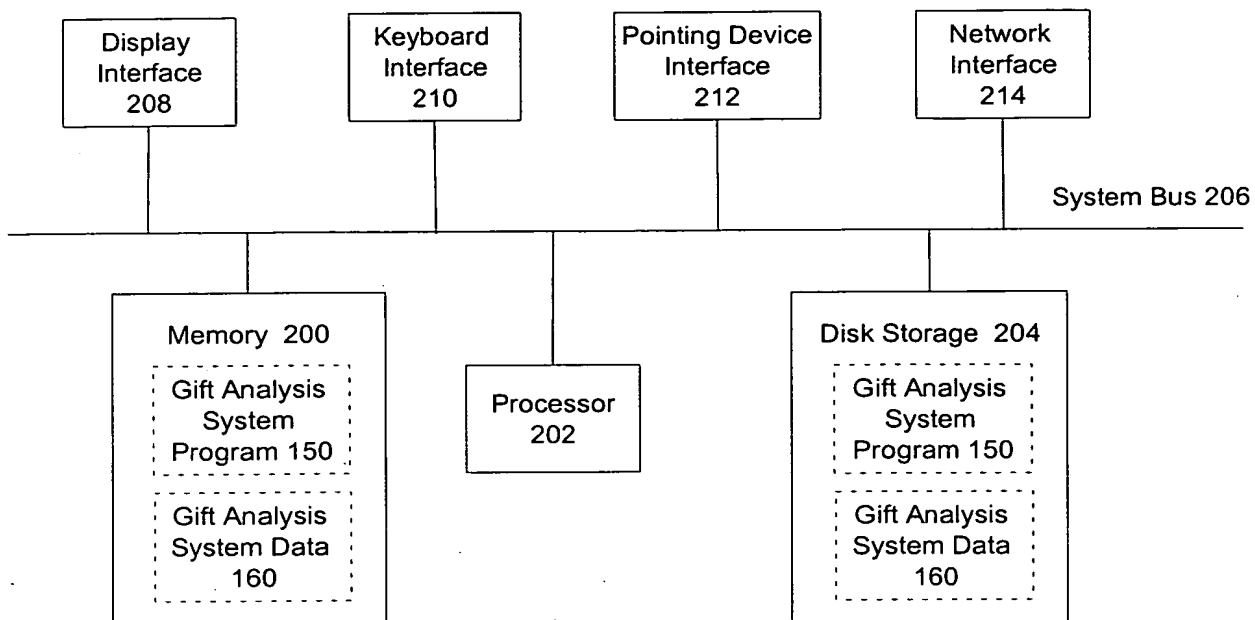 Display
Interface
208
Keyboard
Interface
210
Pointing Device
Interface
212
Network
Interface
214
System Bus 206
Memory 200
Gift Analysis
System
Program 150
Gift Analysis
System Data
160
Processor
202
Disk Storage 204
Gift Analysis
System
Program 150
Gift Analysis
System Data
160